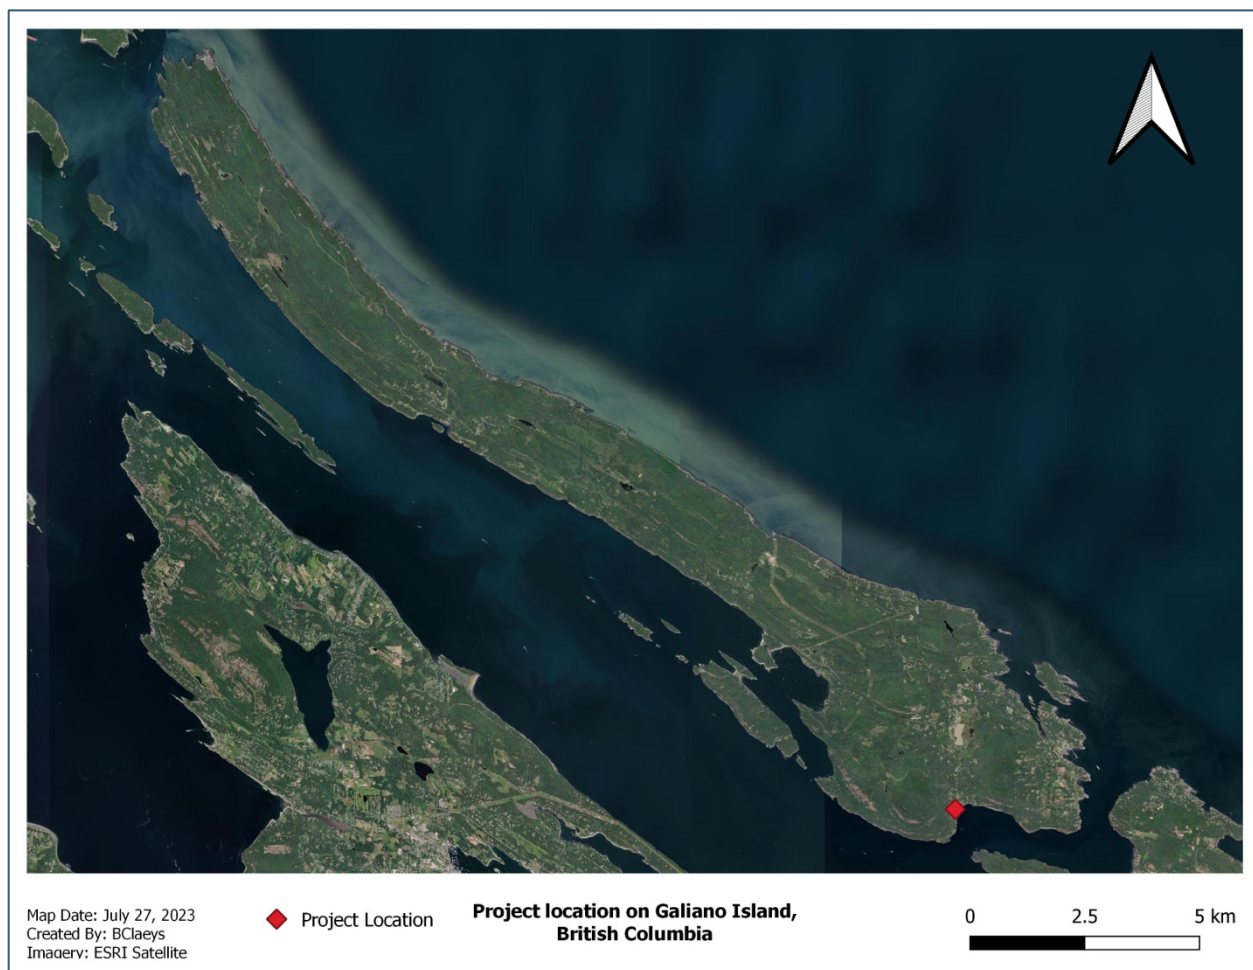 Map Date: July 27, 2023
Created By: BClaeys
Imagery: ESRI Satellite
Project Location
Project location on Galiano Island,
British Columbia
0 2.5 5 km